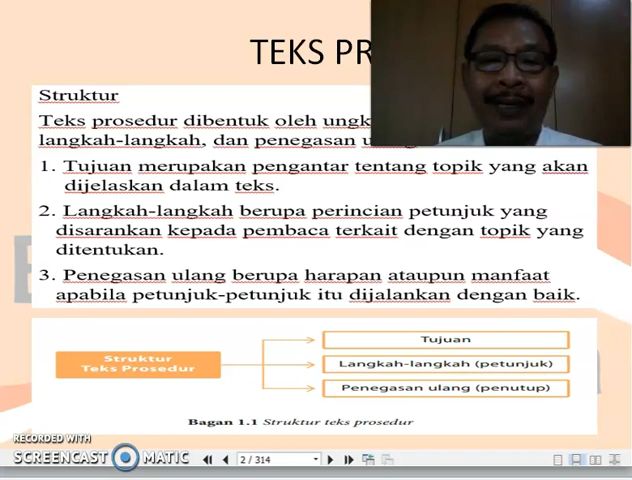 TEKS PR
Struktur
Teks prosedur dibentuk oleh ungk
langkah-langkah, dan penegasan u
1. Tujuan merupakan pengantar tentang topik yang akan
dijelaskan dalam teks.
2. Langkah-langkah berupa perincian petunjuk yang
disarankan kepada pembaca terkait dengan topik yang
ditentukan.
3. Penegasan ulang berupa harapan ataupun manfaat
apabila petunjuk-petunjuk itu dijalankan dengan baik.
Struktur
Teks Prosedur
Tujuan
Langkah-langkah (petunjuk)
Penegasan ulang (penutup)
Bagan 1.1 Struktur teks prosedur
RECORDED WITH
SCREENCAST MATIC
2 / 314